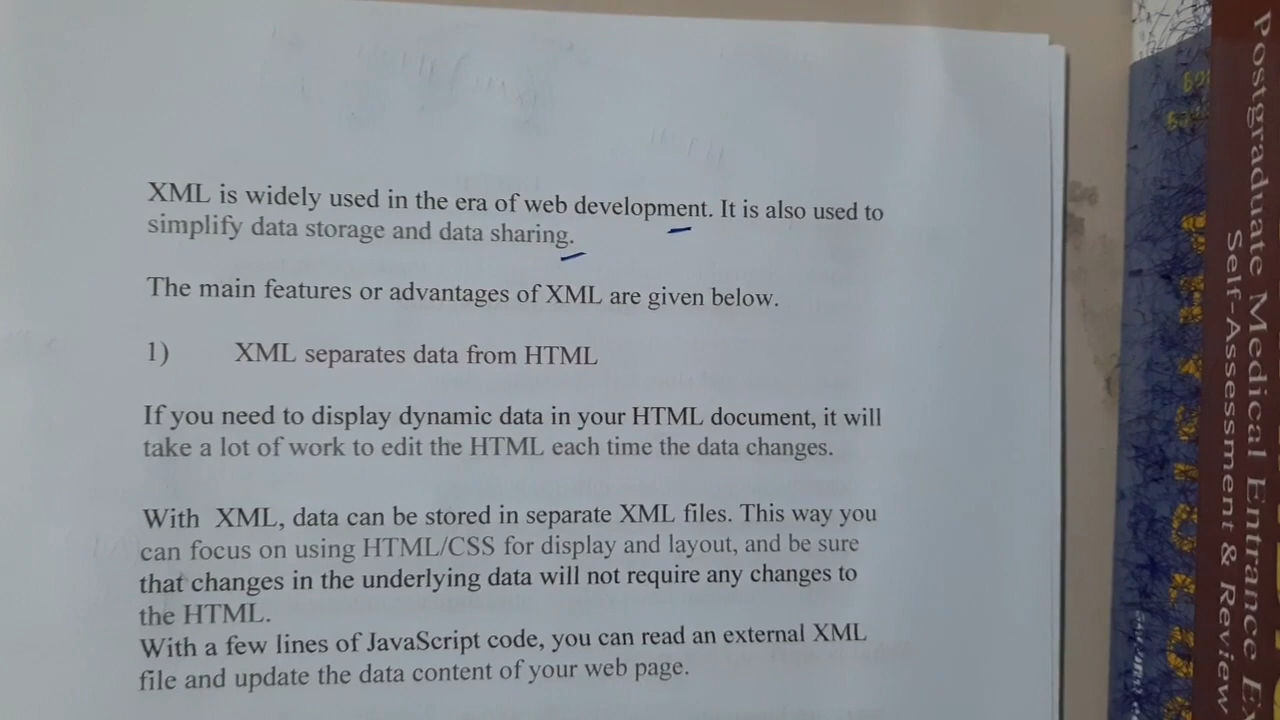 XML is widely used in the era of web development. It is also used to
simplify data storage and data sharing.
The main features or advantages of XML are given below.
1) XML separates data from HTML
If you need to display dynamic data in your HTML document, it will
take a lot of work to edit the HTML each time the data changes.
With XML, data can be stored in separate XML files. This way you
can focus on using HTML/CSS for display and layout, and be sure
that changes in the underlying data will not require any changes to
the HTML.
With a few lines of JavaScript code, you can read an external XML
file and update the data content of your web page.
Postgraduate Medical Entrance
Self-Assessment & Review